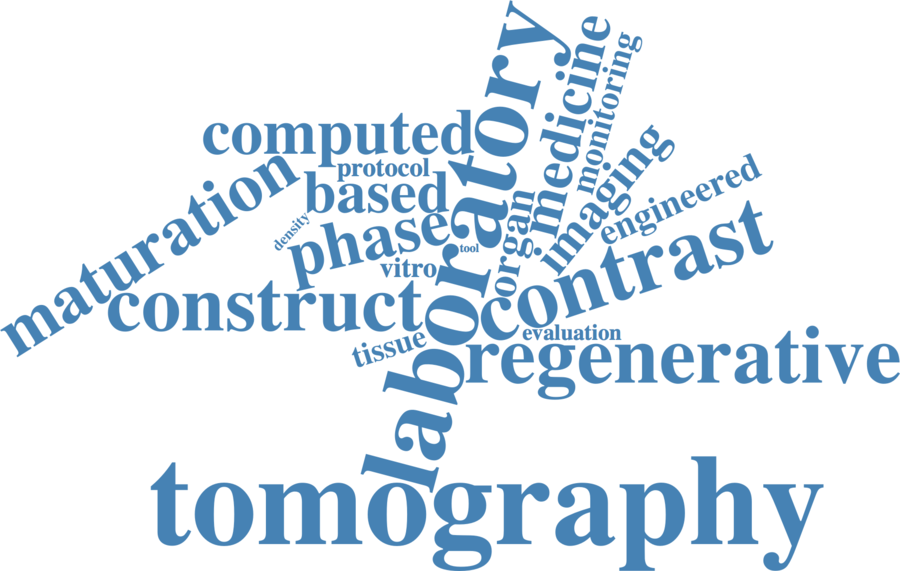 laboratory
medicine
monitoring
computed
imaging
protocol
maturation
based
engineered
density
phase
organ
contrast
tool
vitro
construct
evaluation
tissue
regenerative
tomography